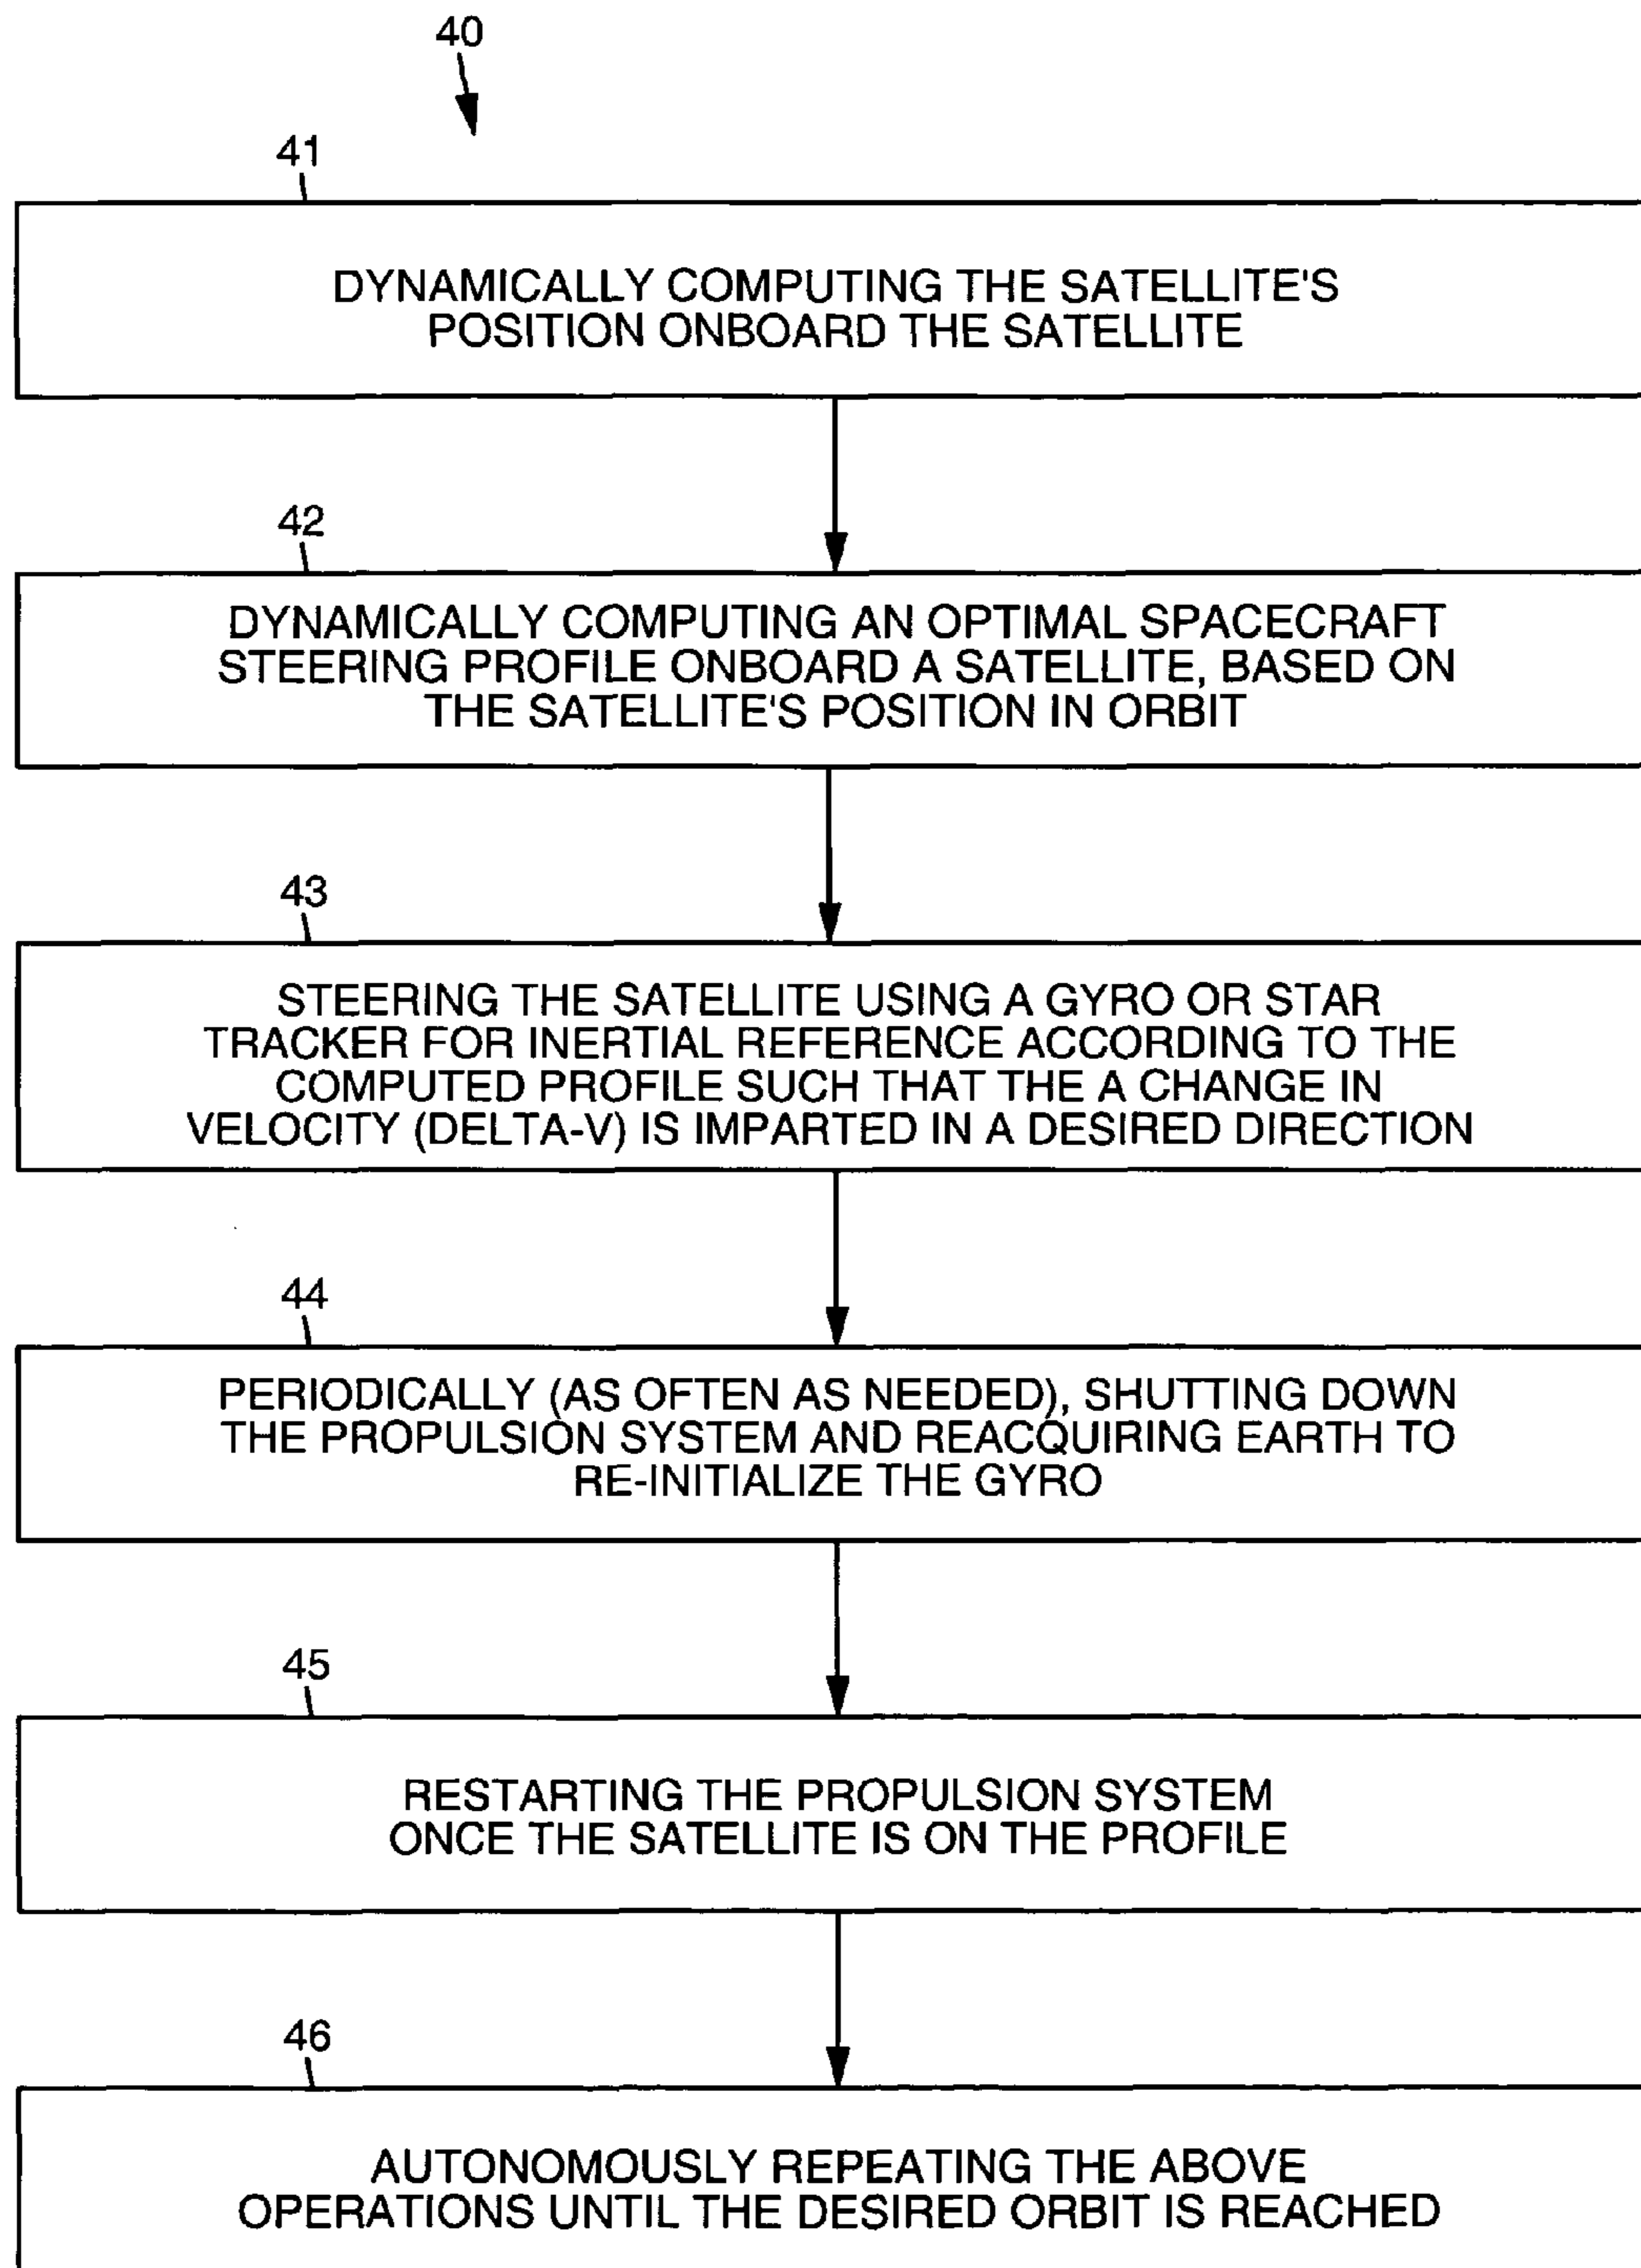 40
41
DYNAMICALLY COMPUTING THE SATELLITE'S
POSITION ONBOARD THE SATELLITE
42
DYNAMICALLY COMPUTING AN OPTIMAL SPACECRAFT
STEERING PROFILE ONBOARD A SATELLITE, BASED ON
THE SATELLITE'S POSITION IN ORBIT
43
STEERING THE SATELLITE USING A GYRO OR STAR
TRACKER FOR INERTIAL REFERENCE ACCORDING TO THE
COMPUTED PROFILE SUCH THAT THE A CHANGE IN
VELOCITY (DELTA-V) IS IMPARTED IN A DESIRED DIRECTION
44
PERIODICALLY (AS OFTEN AS NEEDED), SHUTTING DOWN
THE PROPULSION SYSTEM AND REACQUIRING EARTH TO
RE-INITIALIZE THE GYRO
45
RESTARTING THE PROPULSION SYSTEM
ONCE THE SATELLITE IS ON THE PROFILE
46
AUTONOMOUSLY REPEATING THE ABOVE
OPERATIONS UNTIL THE DESIRED ORBIT IS REACHED